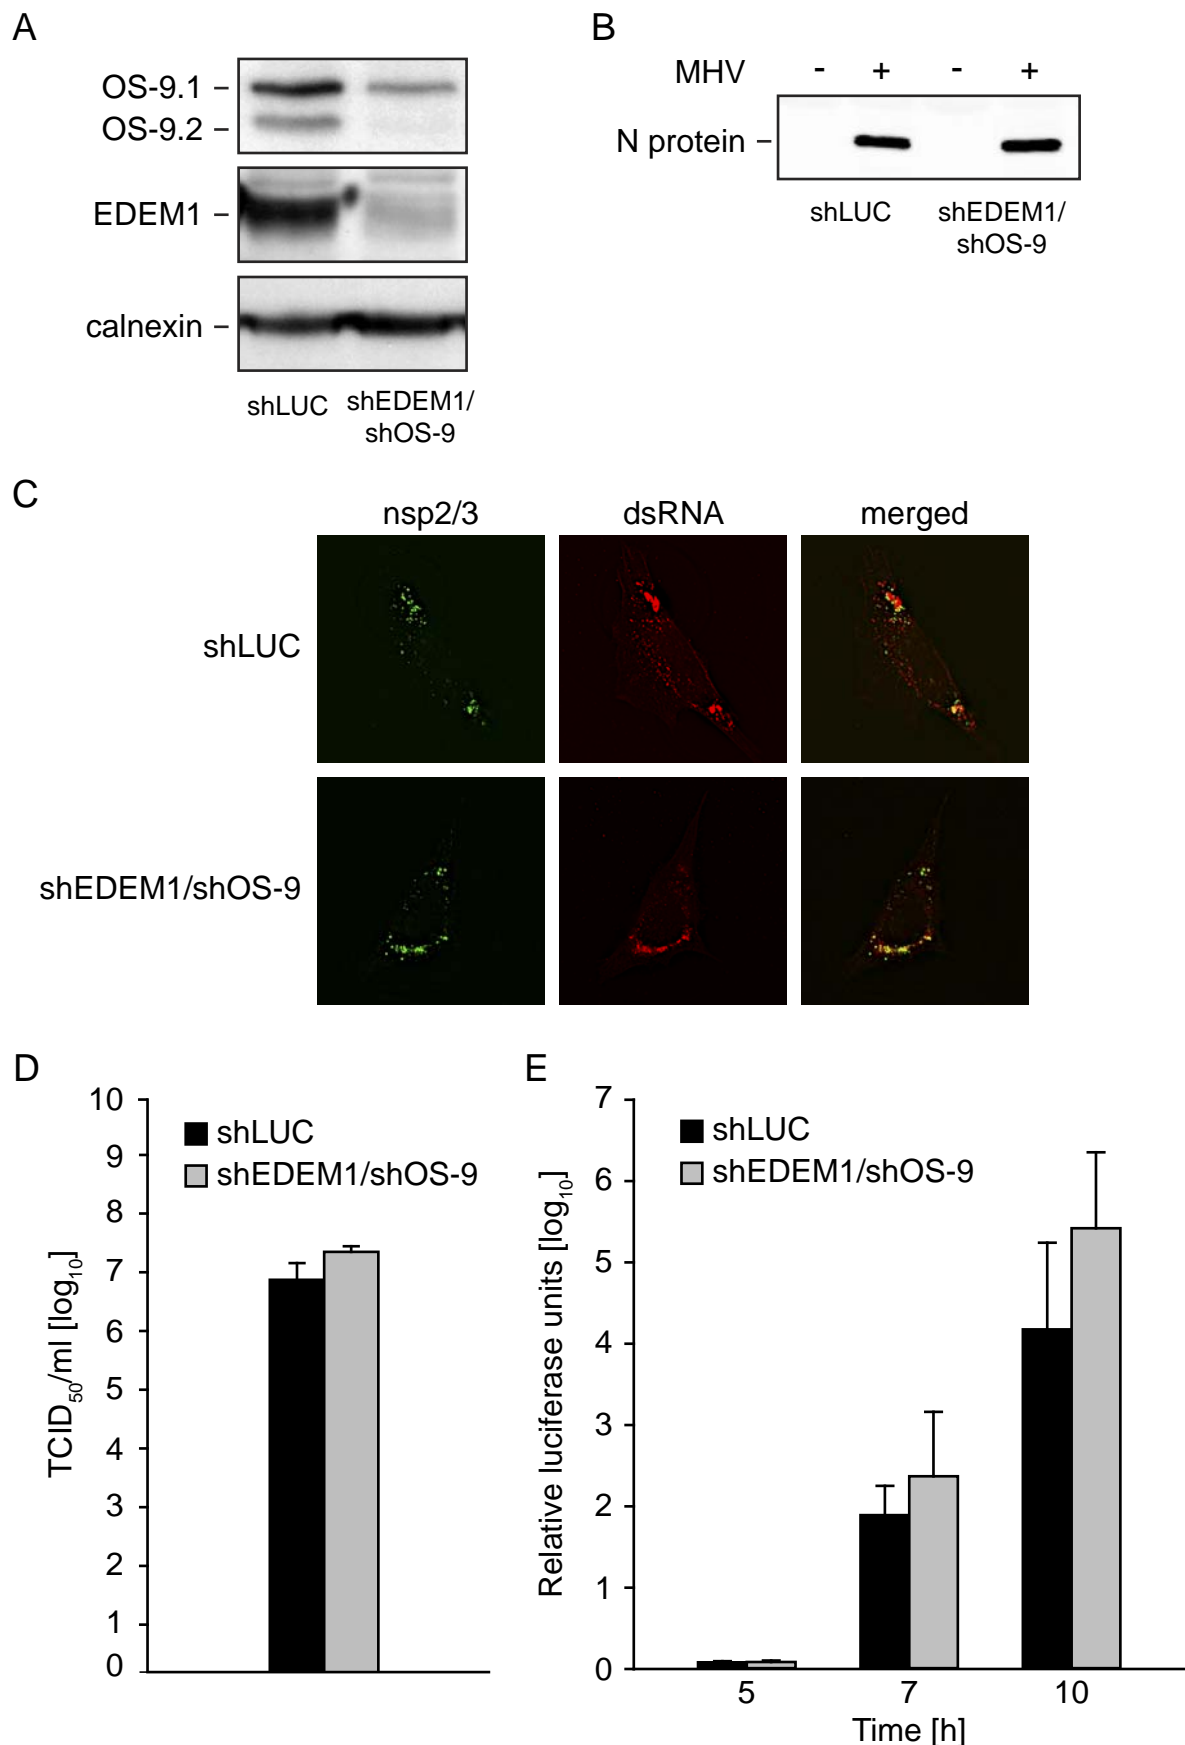 A
OS-9.1
OS-9.2
EDEM1
calnexin
shLUC
shEDEM1/
shOS-9
B
MHV - + - +
N protein
shLUC
shEDEM1/
shOS-9
C
nsp2/3 dsRNA merged
shLUC
shEDEM1/shOS-9
D
10
9
8
7
6
5
4
3
2
1
0
TCID50/ml [log10]
shLUC
shEDEM1/shOS-9
E
7
6
5
4
3
2
1
0
Relative luciferase units [log10]
shLUC
shEDEM1/shOS-9
5 7 10
Time [h]